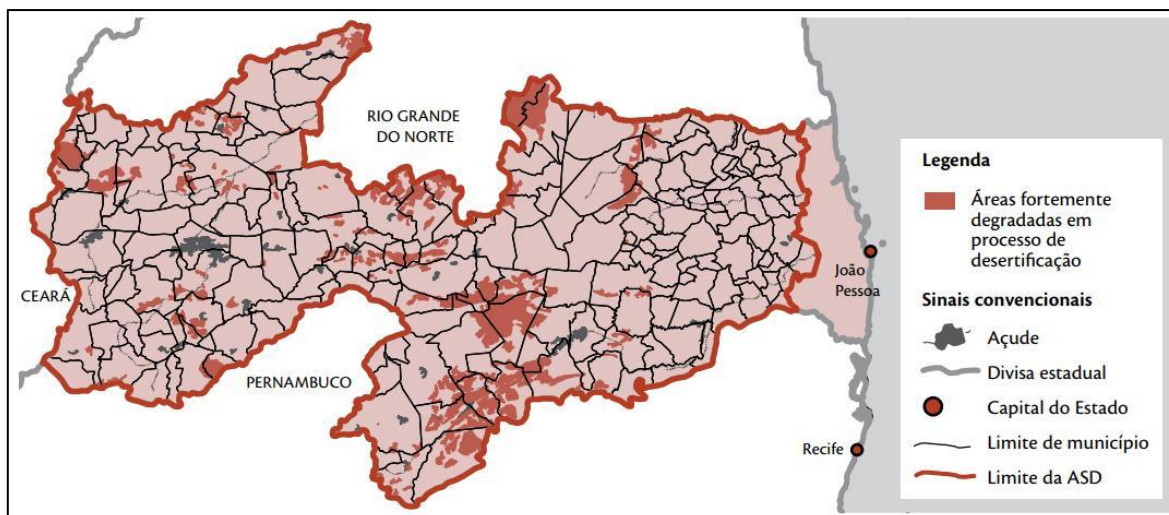 RIO GRANDE
DO NORTE
CEARÁ
PERNAMBUCO
João
Pessoa
Recife
Legenda
Áreas fortemente
degradadas em
processo de
desertificação
Sinais convencionais
Açude
Divisa estadual
Capital do Estado
Limite de município
Limite da ASD